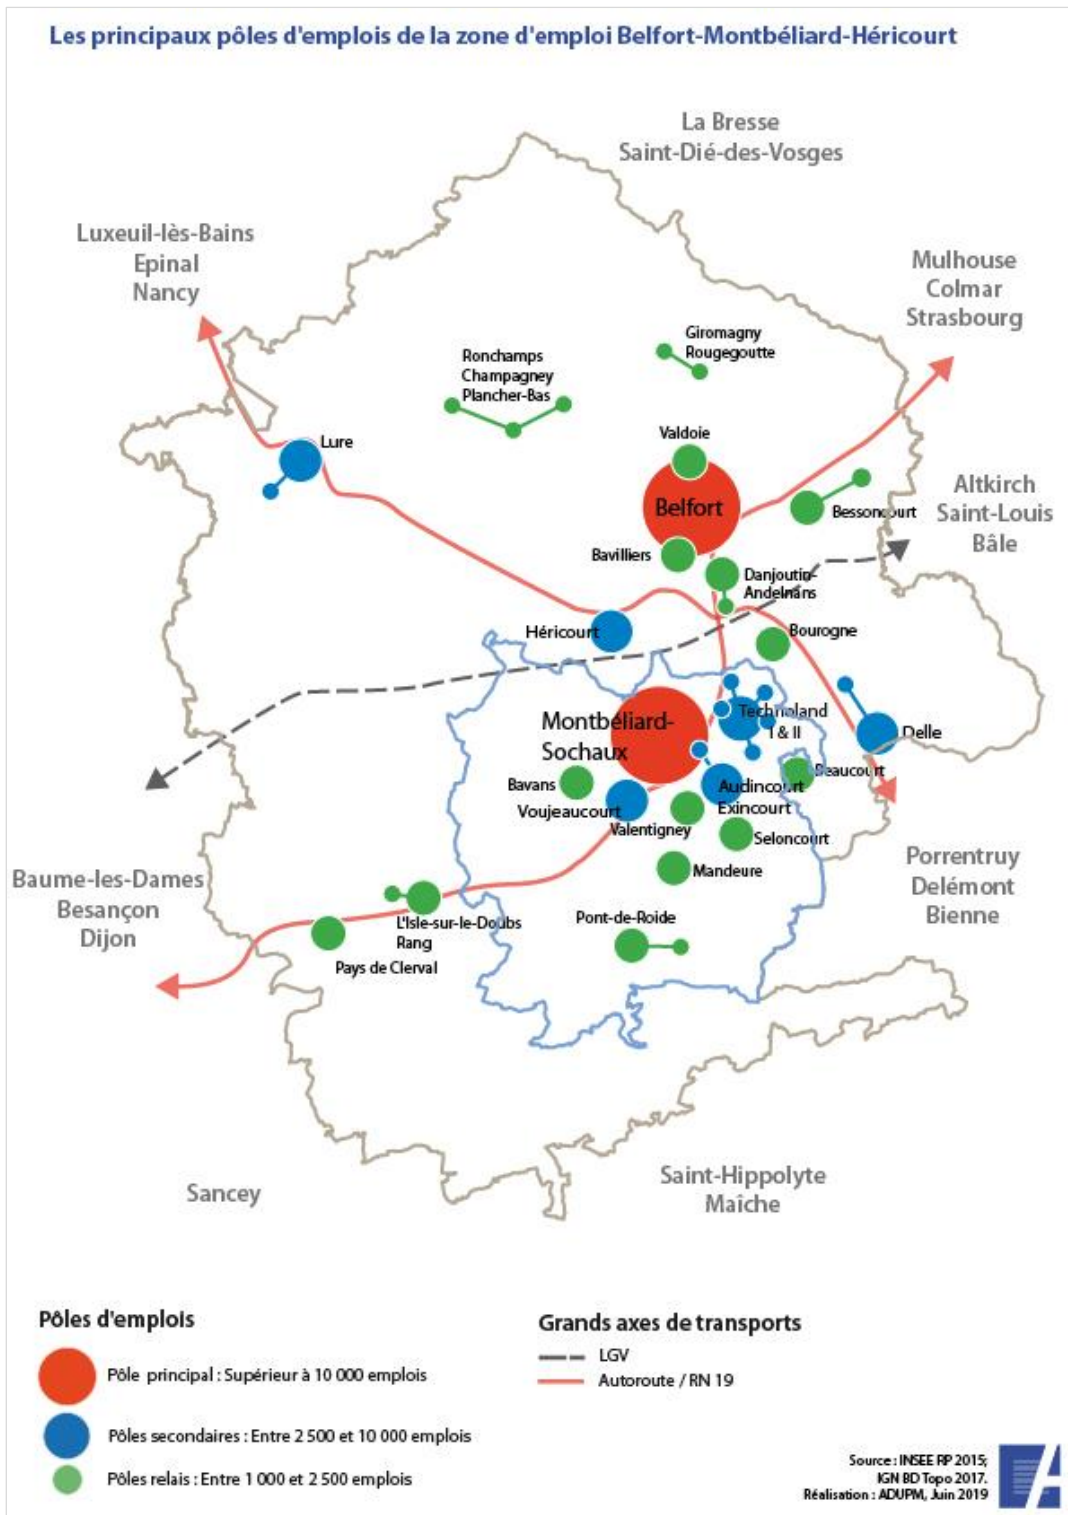 Les principaux pôles d'emplois de la zone d'emploi Belfort-Montbéliard-Héricourt
La Bresse
Saint-Dié-des-Vosges
Luxeuil-lès-Bains
Epinal
Nancy
Mulhouse
Colmar
Strasbourg
Giromagny
Rougegoutte
Ronchamps
Champagney
Plancher-Bas
Valdoie
Lure
Belfort
Bessoncourt
Altkirch
Saint-Louis
Bâle
Bavilliers
Danjoutin-
Andelnans
Héricourt
Bourogne
Montbéliard-
Sochaux
Technoland
I & II
Delle
Bavans
Beaucourt
Audincourt
Exincourt
Voujeaucourt
Valentigney
Seloncourt
Mandeure
Porrentruy
Delémont
Bienne
Baume-les-Dames
Besançon
Dijon
Pont-de-Roide
L'Isle-sur-le-Doubs
Rang
Pays de Clerval
Sancey
Saint-Hippolyte
Maîche
Pôles d'emplois
Pôle principal : Supérieur à 10 000 emplois
Pôles secondaires : Entre 2 500 et 10 000 emplois
Pôles relais : Entre 1 000 et 2 500 emplois
Grands axes de transports
LGV
Autoroute / RN 19
Source : INSEE RP 2015;
IGN BD Topo 2017.
Réalisation : ADUPM, Juin 2019